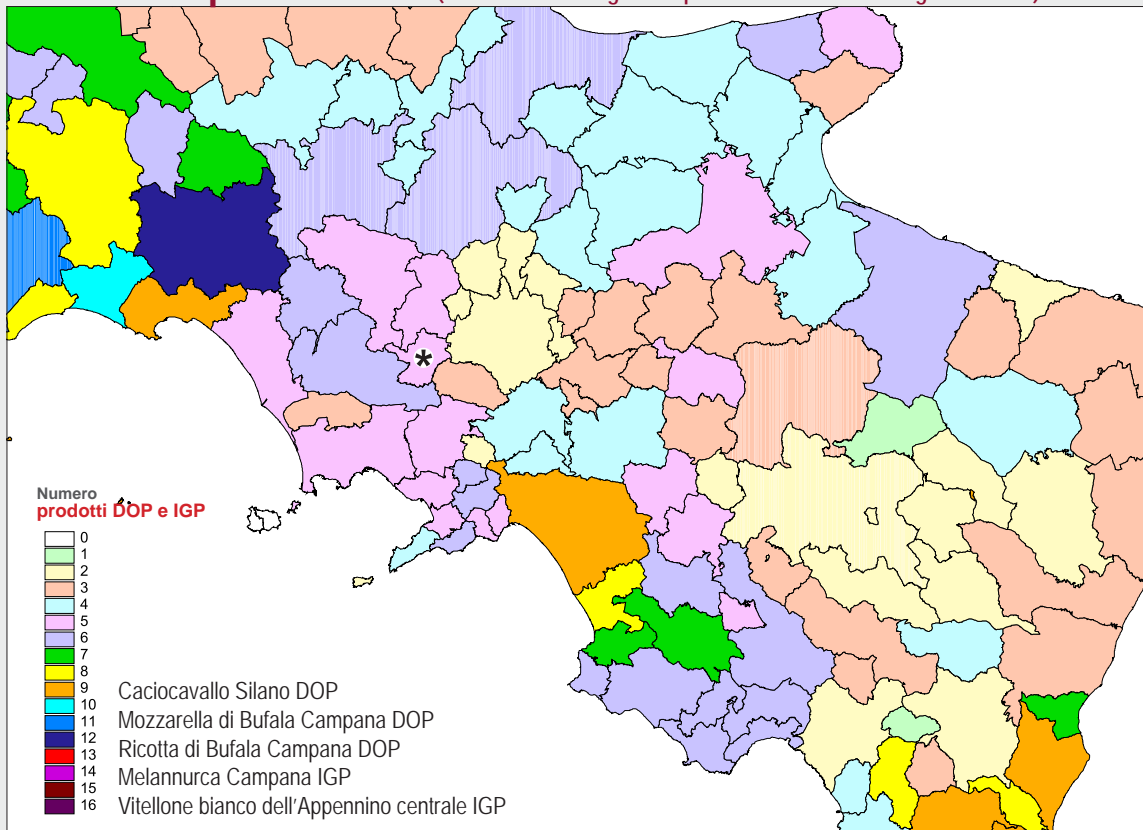 Numero
prodotti DOP e IGP
0
1
2
3
4
5
6
7
8
9
10
11
12
13
14
15
16
Caciocavallo Silano DOP
Mozzarella di Bufala Campana DOP
Ricotta di Bufala Campana DOP
Melannurca Campana IGP
Vitellone bianco dell'Appennino centrale IGP
*